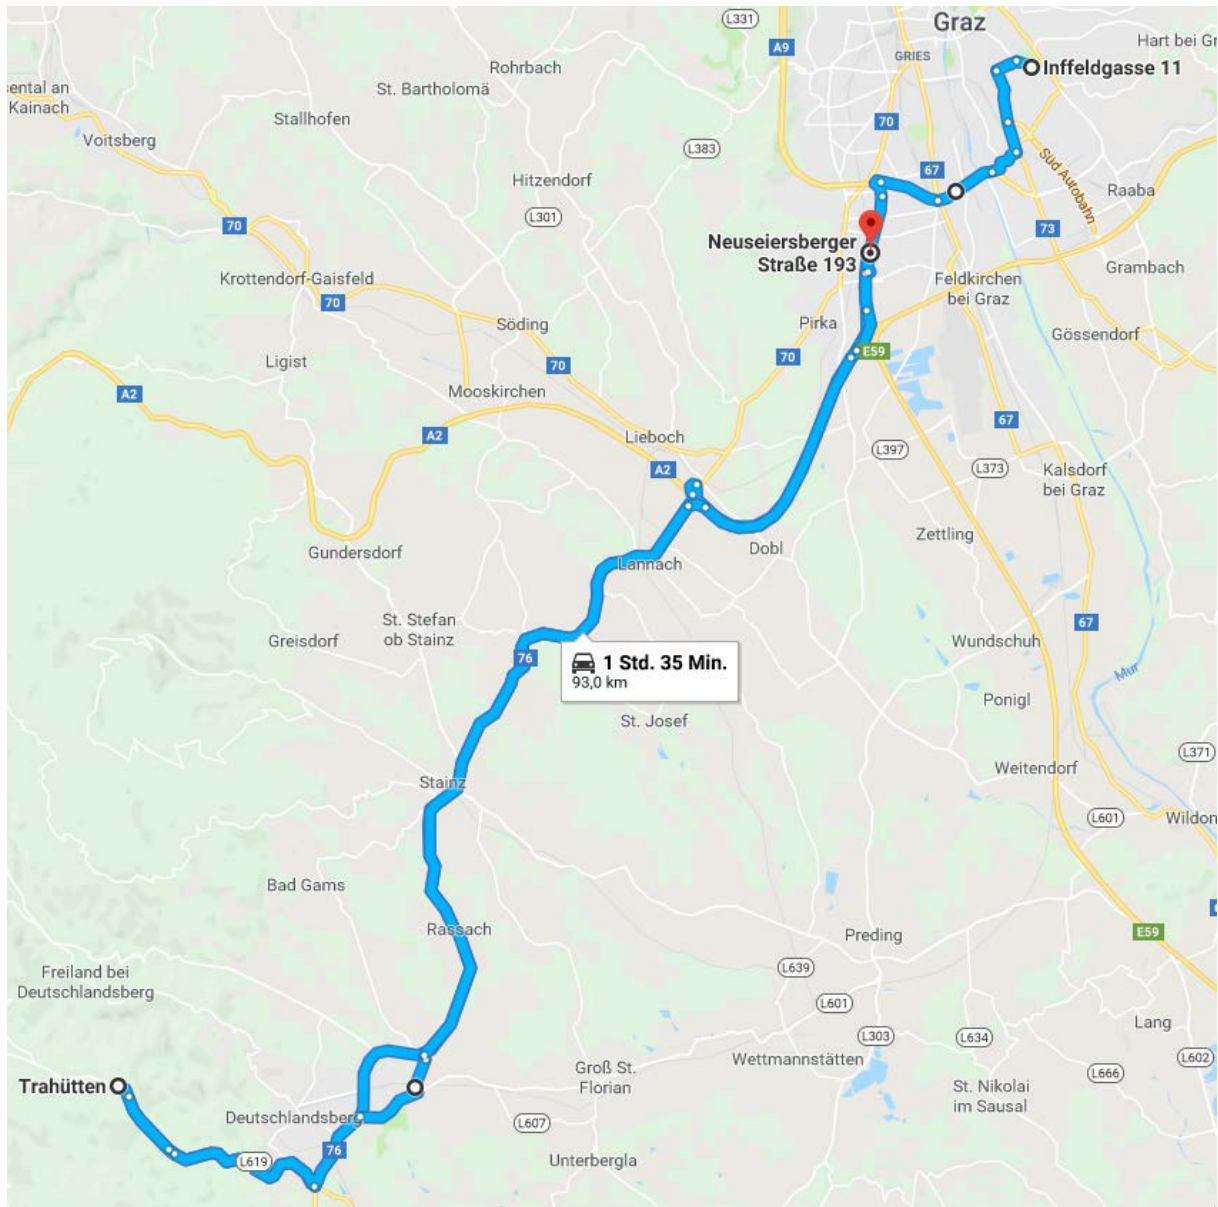 L331
Graz
A9
GRIES
Hart bei Gr
Rohrbach
Inffeldgasse 11
sental an
Kainach
St. Bartholomä
Stallhofen
70
Voitsberg
L383
Süd Autobahn
67
Hitzendorf
Raaba
L301
70
73
Neuseiersberger
Straße 193
Grambach
Krottendorf-Gaisfeld
Feldkirchen
bei Graz
70
Söding
Pirka
Gössendorf
E59
Ligist
70
70
Mooskirchen
A2
67
A2
Lieboch
L397
A2
L373
Kalsdorf
bei Graz
Zettling
Gundersdorf
Dobl
Lannach
St. Stefan
ob Stainz
67
Greisdorf
Wundschuh
76
1 Std. 35 Min.
93,0 km
Mur
Ponigl
St. Josef
L371
Weitendorf
Stainz
L601
Wildon
Bad Gams
Rassach
Preding
E59
L639
Freiland bei
Deutschlandsberg
L601
Lang
L303
L634
L602
Wettmannstätten
Groß St.
Florian
L666
Trahütten
St. Nikolai
im Sausal
Deutschlandsberg
L607
76
L619
Unterbergla